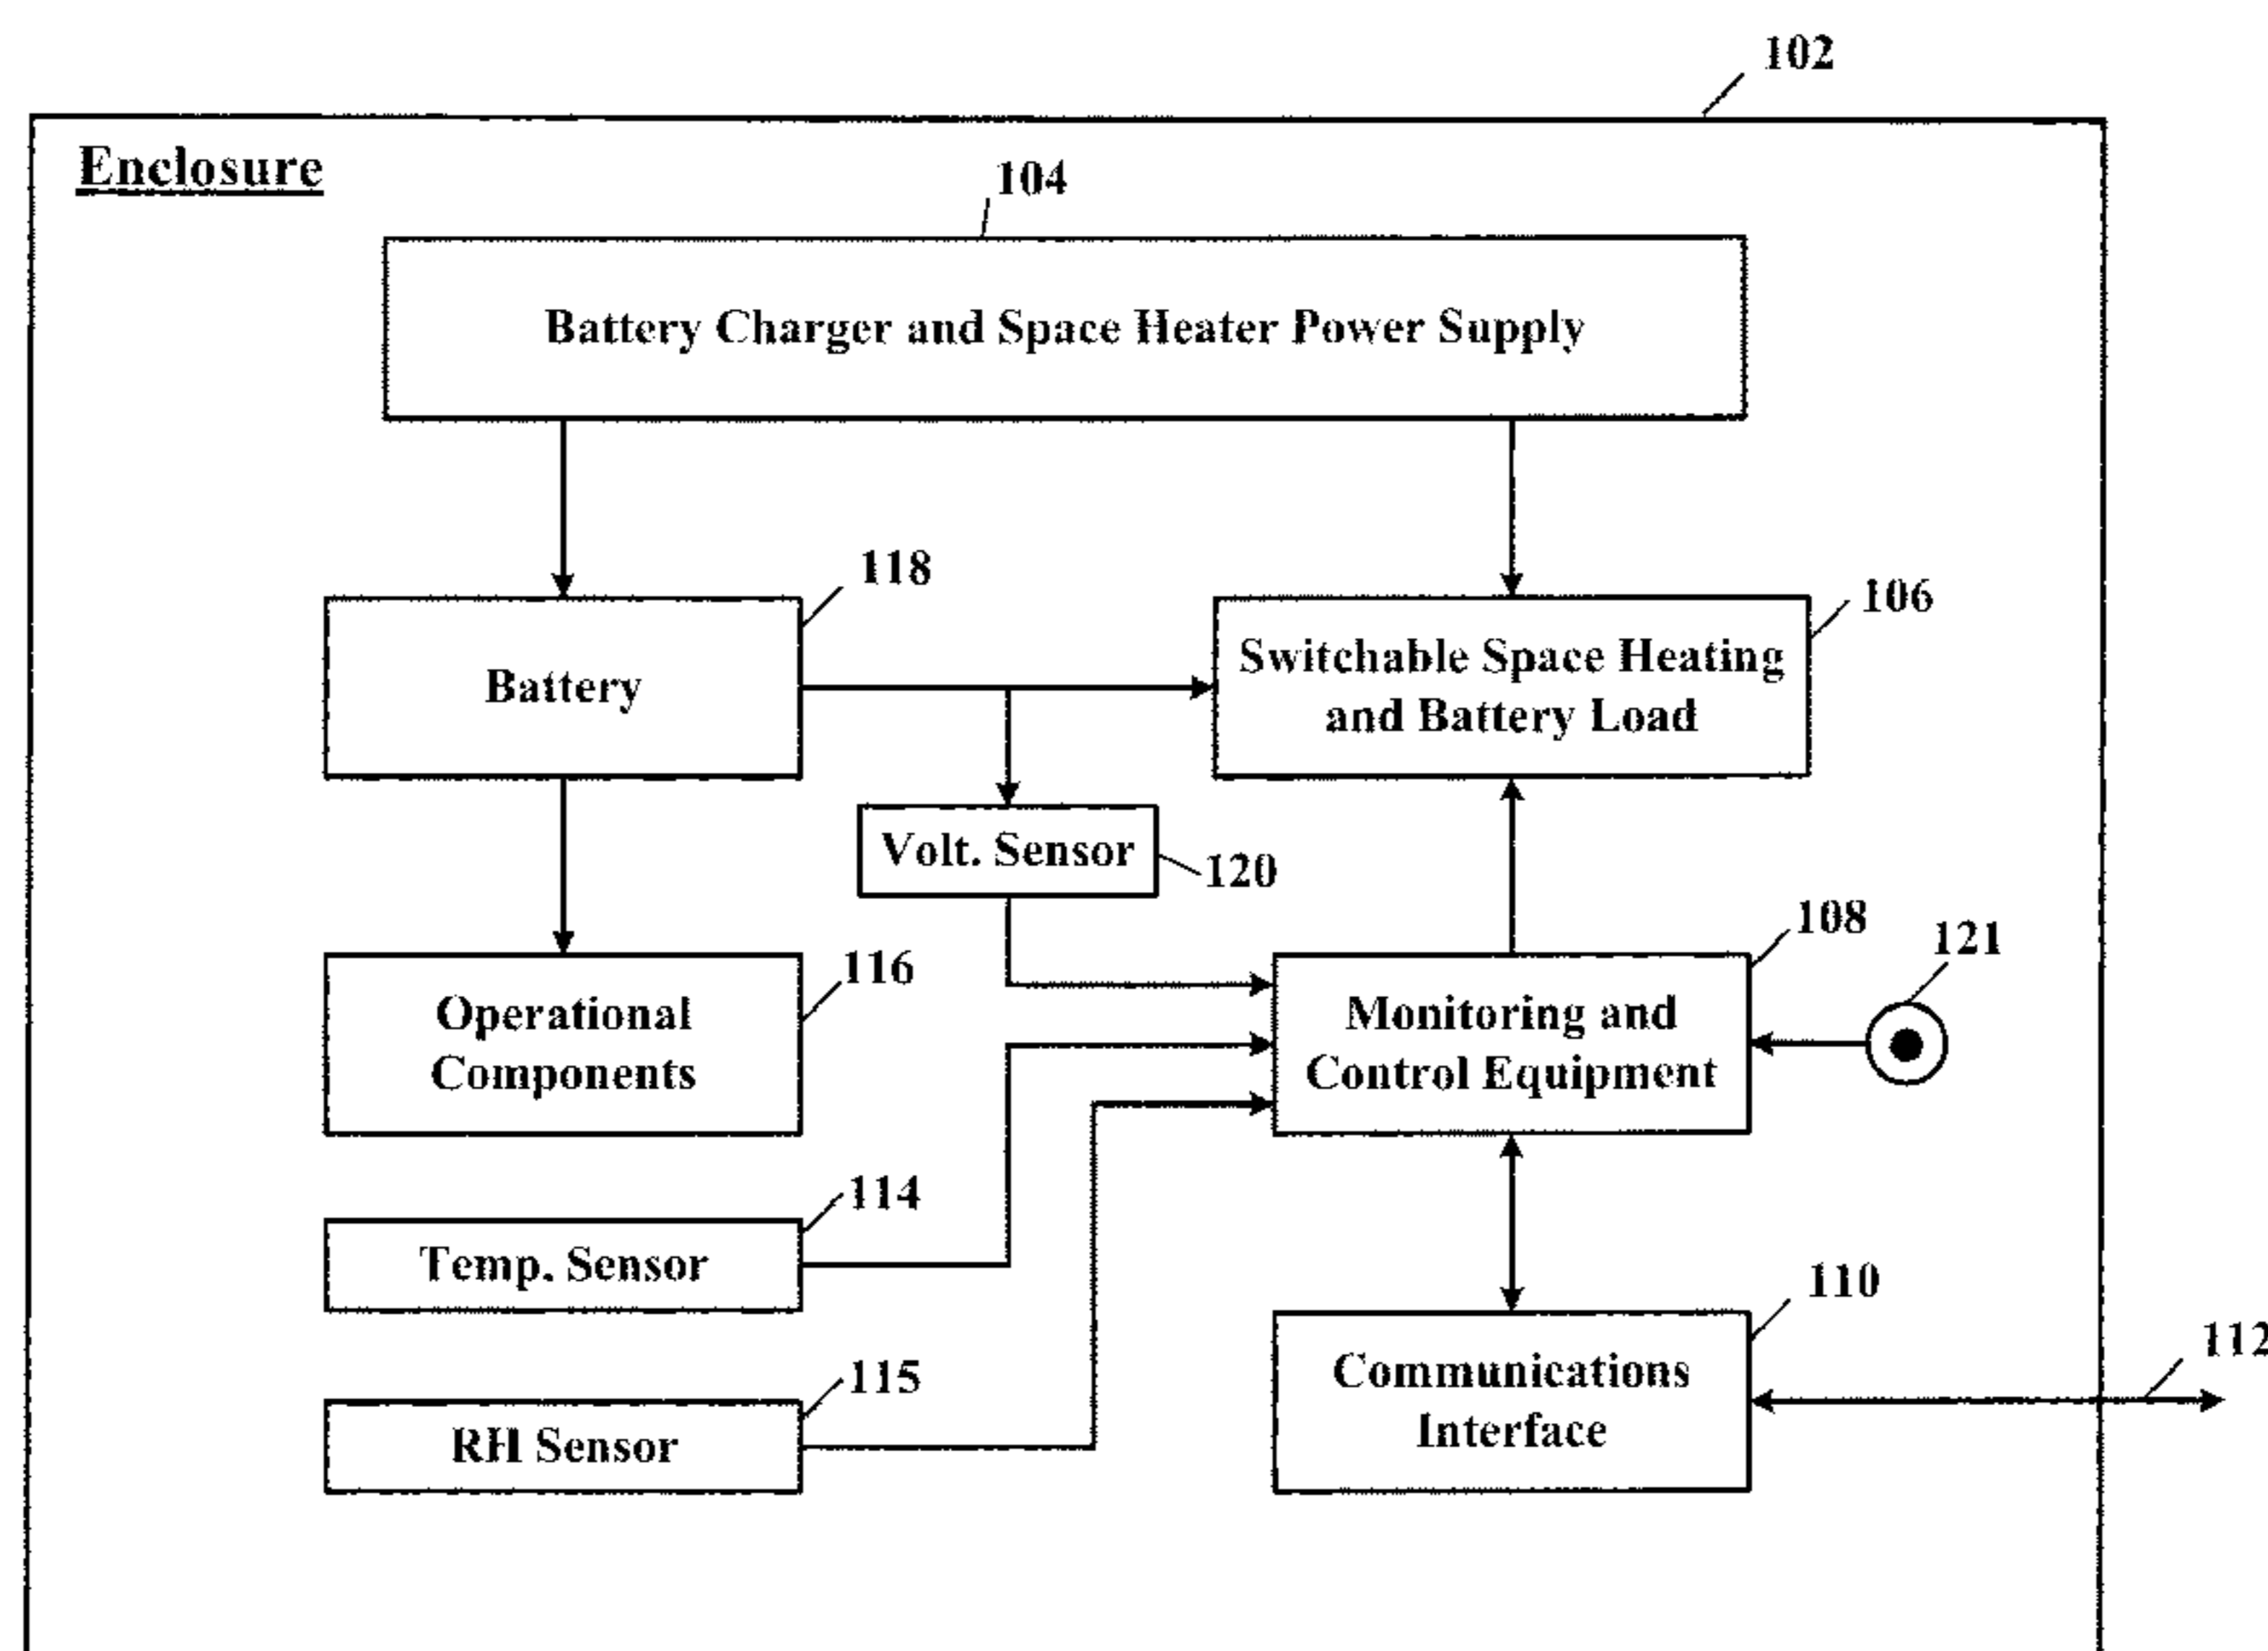 102
Enclosure
104
Battery Charger and Space Heater Power Supply
118
106
Battery
Switchable Space Heating
and Battery Load
Volt. Sensor
120
108
121
116
Operational
Components
Monitoring and
Control Equipment
114
Temp. Sensor
110
112
115
Communications
Interface
RH Sensor